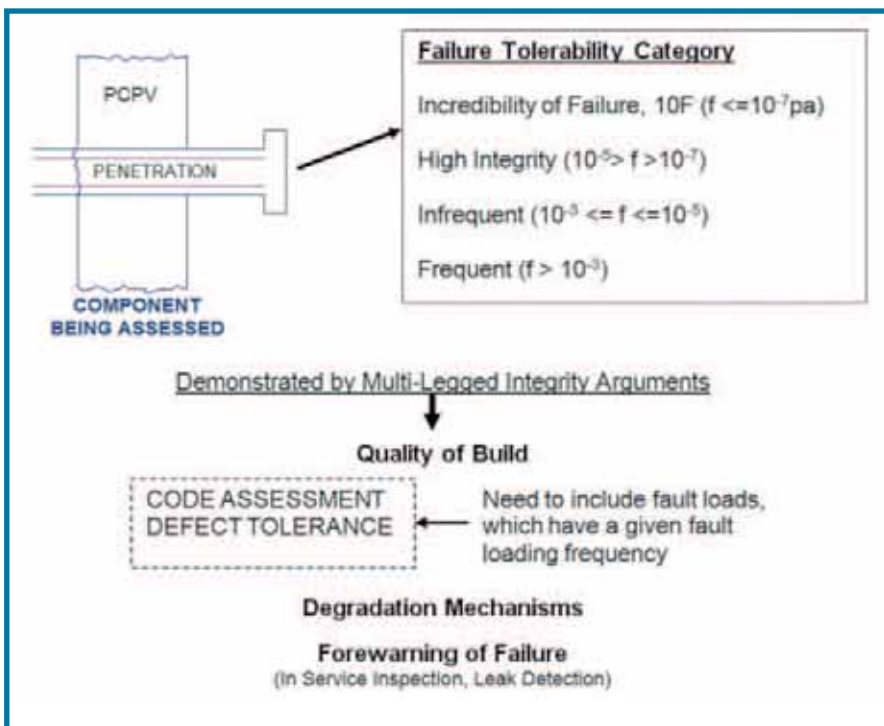 PCPV
PENETRATION
COMPONENT
BEING ASSESSED
Failure Tolerability Category
Incredibility of Failure, 10F (f <=10⁻⁷pa)
High Integrity (10⁻⁵> f >10⁻⁷)
Infrequent (10⁻³ <= f <=10⁻⁵)
Frequent (f > 10⁻³)
Demonstrated by Multi-Legged Integrity Arguments
Quality of Build
CODE ASSESSMENT
DEFECT TOLERANCE
Need to include fault loads,
which have a given fault
loading frequency
Degradation Mechanisms
Forewarning of Failure
(In Service Inspection, Leak Detection)